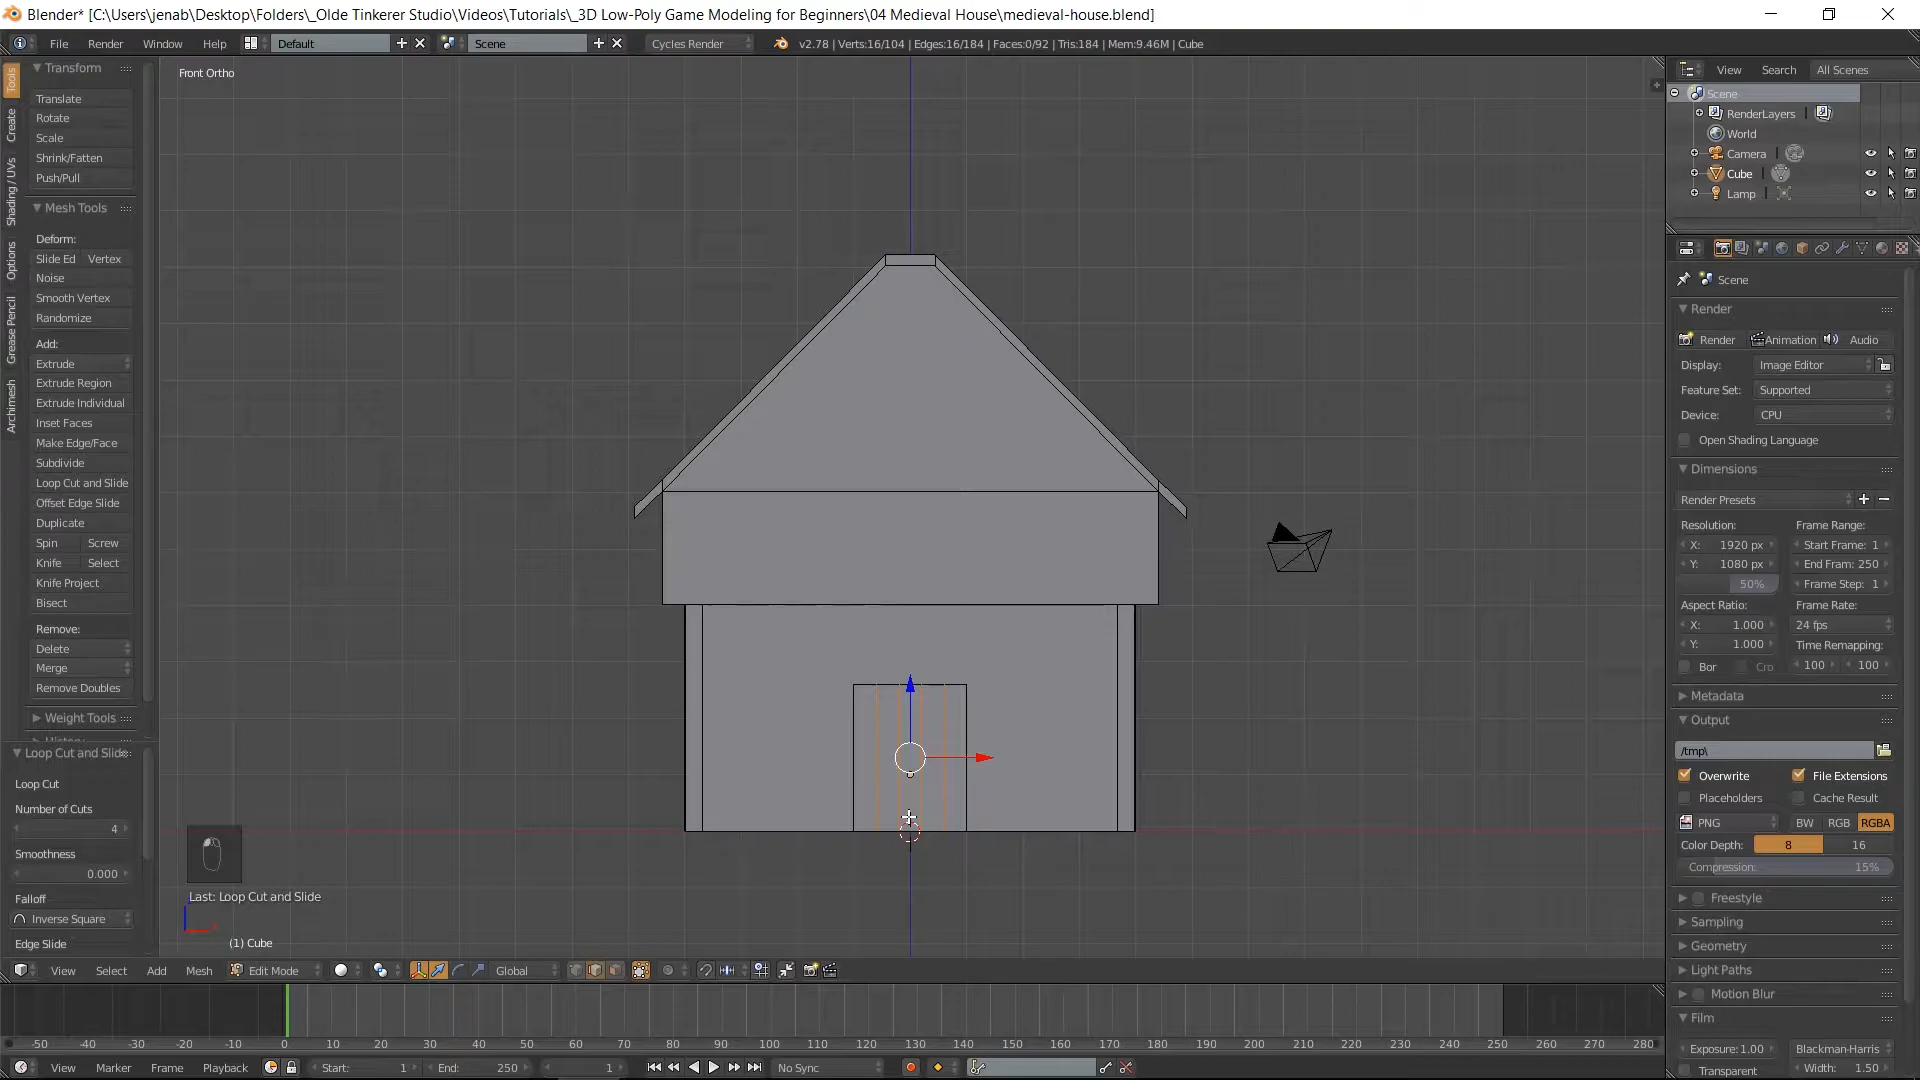 Blender* [C:\Users\jenab\Desktop\Folders\_Olde Tinkerer Studio\Videos\Tutorials\_3D Low-Poly Game Modeling for Beginners\04 Medieval House\medieval-house.blend]
File Render Window Help Default Scene Cycles Render v2.78 | Verts:16/104 | Edges:16/184 | Faces:0/92 | Tris:184 | Mem:9.46M | Cube
Tools
Create
Shading / UVs
Options
Grease Pencil
Archimesh
Transform
Translate
Rotate
Scale
Shrink/Fatten
Push/Pull
Mesh Tools
Deform:
Slide Ed Vertex
Noise
Smooth Vertex
Randomize
Add:
Extrude
Extrude Region
Extrude Individual
Inset Faces
Make Edge/Face
Subdivide
Loop Cut and Slide
Offset Edge Slide
Duplicate
Spin Screw
Knife Select
Knife Project
Bisect
Remove:
Delete
Merge
Remove Doubles
Weight Tools
Loop Cut and Slide
Loop Cut
Number of Cuts
4
Smoothness
0.000
Falloff
Inverse Square
Edge Slide
Front Ortho
Last: Loop Cut and Slide
(1) Cube
View Select Add Mesh Edit Mode Global
-50 -40 -30 -20 -10 0 10 20 30 40 50 60 70 80 90 100 110 120 130 140 150 160 170 180 190 200 210 220 230 240 250 260 270 280
View Marker Frame Playback Start: 1 End: 250 1 No Sync
View Search All Scenes
Scene
RenderLayers
World
Camera
Cube
Lamp
Scene
Render
Render Animation Audio
Display: Image Editor
Feature Set: Supported
Device: CPU
Open Shading Language
Dimensions
Render Presets
Resolution: Frame Range:
X: 1920 px Start Frame: 1
Y: 1080 px End Fram: 250
50% Frame Step: 1
Aspect Ratio: Frame Rate:
X: 1.000 24 fps
Y: 1.000 Time Remapping:
Bor Cro 100 100
Metadata
Output
/tmp\
Overwrite File Extensions
Placeholders Cache Result
PNG BW RGB RGBA
Color Depth: 8 16
Compression: 15%
Freestyle
Sampling
Geometry
Light Paths
Motion Blur
Film
Exposure: 1.00 Blackman-Harris
Transparent Width: 1.50